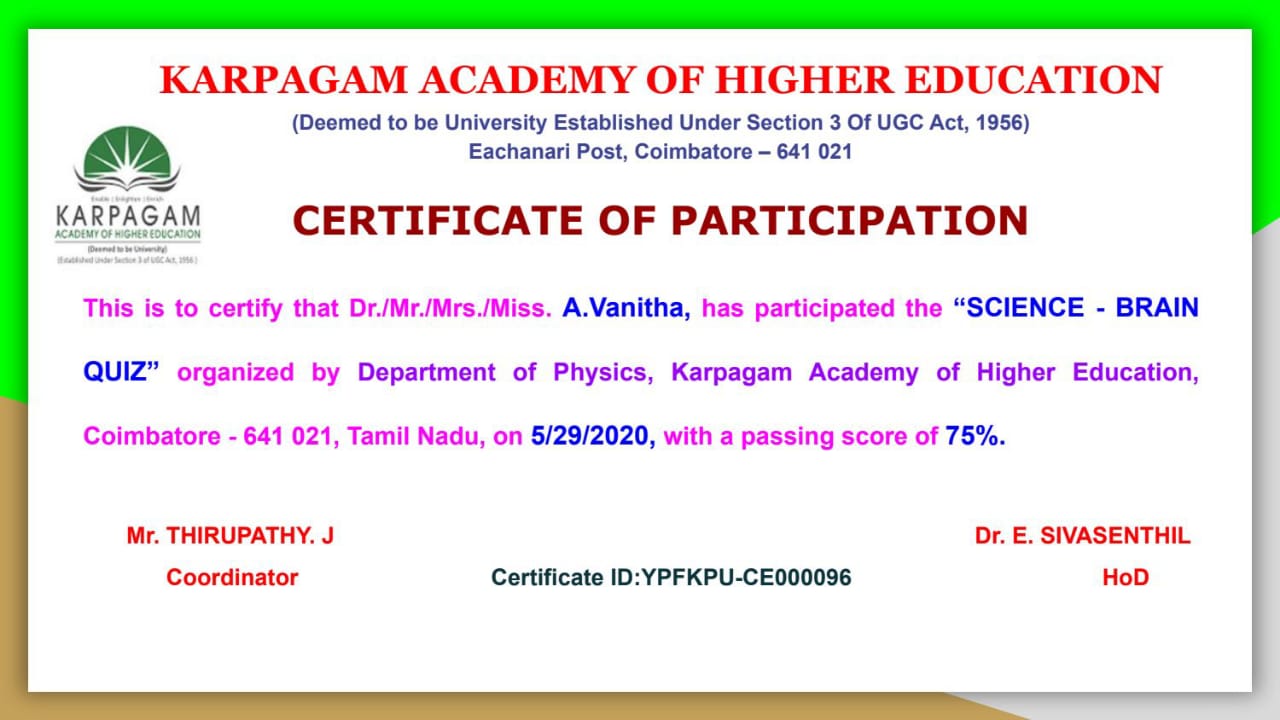 KARPAGAM ACADEMY OF HIGHER EDUCATION
(Deemed to be University Established Under Section 3 Of UGC Act, 1956)
Eachanari Post, Coimbatore – 641 021
Enable | Enlighten | Enrich
KARPAGAM
ACADEMY OF HIGHER EDUCATION
(Deemed to be University)
(Established Under Section 3 of UGC Act, 1956 )
CERTIFICATE OF PARTICIPATION
This is to certify that Dr./Mr./Mrs./Miss. A.Vanitha, has participated the “SCIENCE - BRAIN
QUIZ” organized by Department of Physics, Karpagam Academy of Higher Education,
Coimbatore - 641 021, Tamil Nadu, on 5/29/2020, with a passing score of 75%.
Mr. THIRUPATHY. J
Dr. E. SIVASENTHIL
Coordinator
Certificate ID:YPFKPU-CE000096
HoD